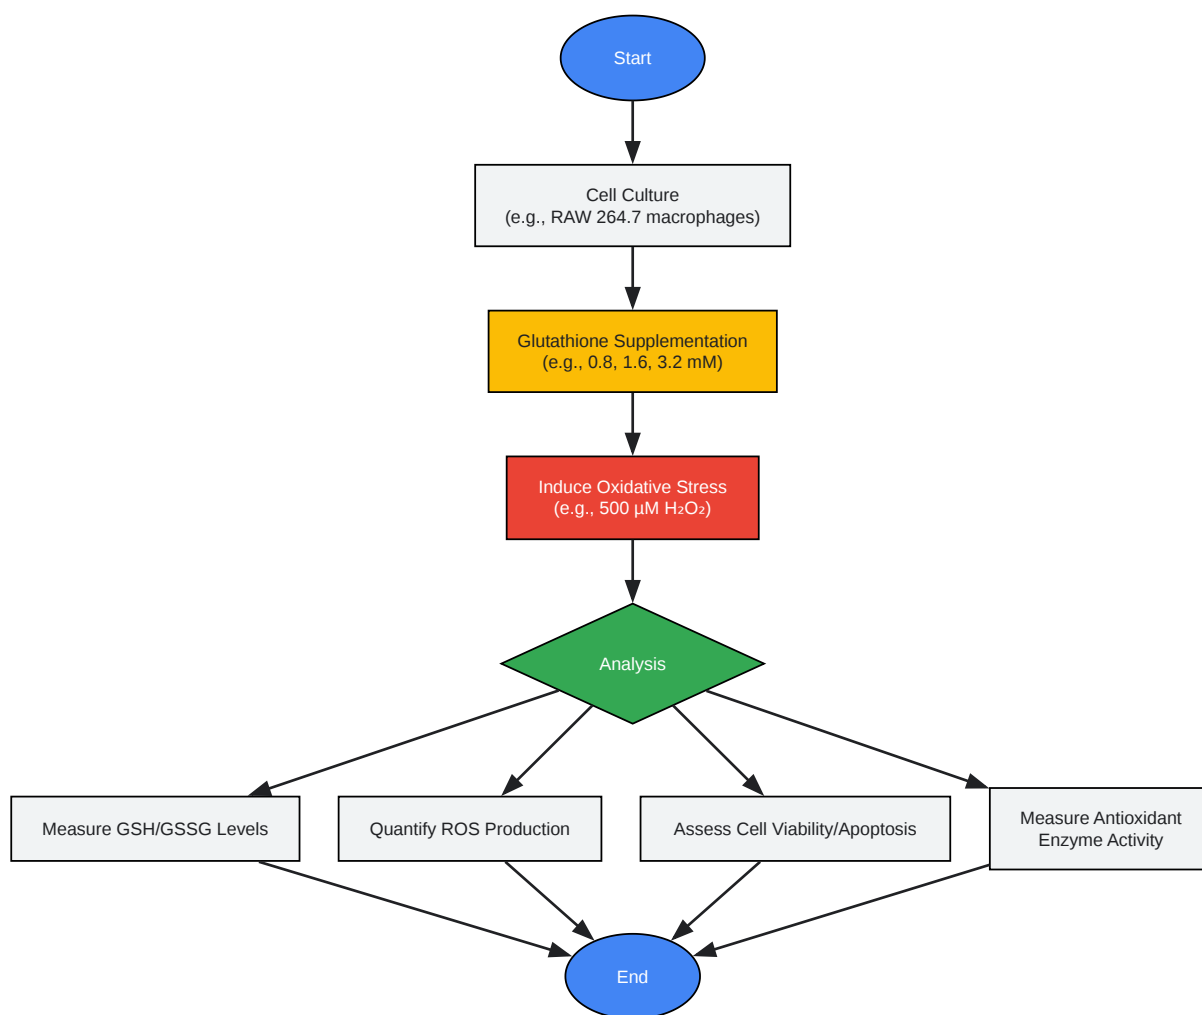 Start
Cell Culture
(e.g., RAW 264.7 macrophages)
Glutathione Supplementation
(e.g., 0.8, 1.6, 3.2 mM)
Induce Oxidative Stress
(e.g., 500 µM H₂O₂)
Analysis
Measure GSH/GSSG Levels
Quantify ROS Production
Assess Cell Viability/Apoptosis
Measure Antioxidant
Enzyme Activity
End